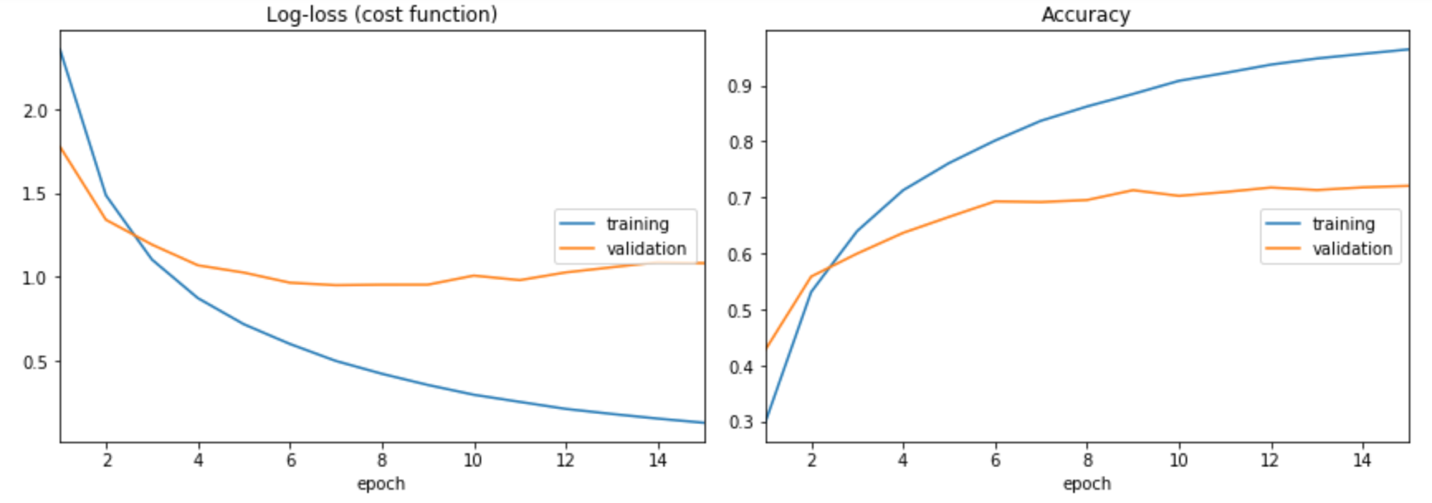 Log-loss (cost function)
2.0
1.5
1.0
0.5
training
validation
2 4 6 8 10 12 14
epoch
Accuracy
0.9
0.8
0.7
0.6
0.5
0.4
0.3
training
validation
2 4 6 8 10 12 14
epoch